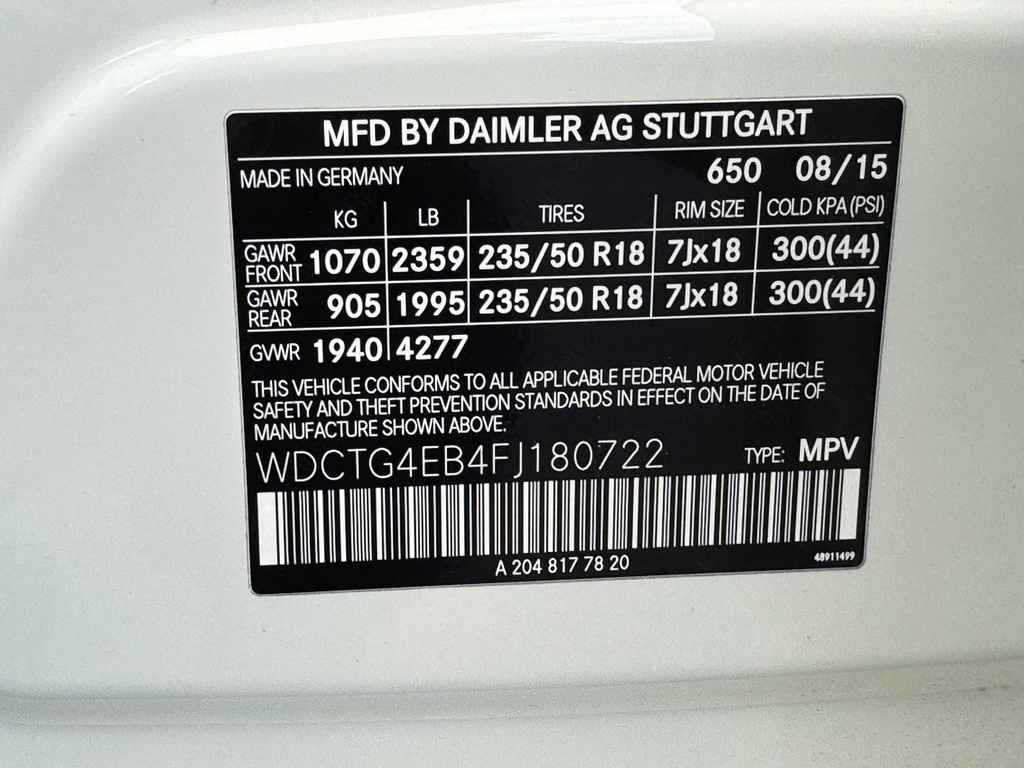 MFD BY DAIMLER AG STUTTGART
MADE IN GERMANY 650 08/15
KG LB TIRES RIM SIZE COLD KPA (PSI)
GAWR FRONT 1070 2359 235/50 R18 7Jx18 300(44)
GAWR REAR 905 1995 235/50 R18 7Jx18 300(44)
GVWR 1940 4277
THIS VEHICLE CONFORMS TO ALL APPLICABLE FEDERAL MOTOR VEHICLE
SAFETY AND THEFT PREVENTION STANDARDS IN EFFECT ON THE DATE OF
MANUFACTURE SHOWN ABOVE.
WDCTG4EB4FJ180722 TYPE: MPV
A 204 817 78 20 48911499